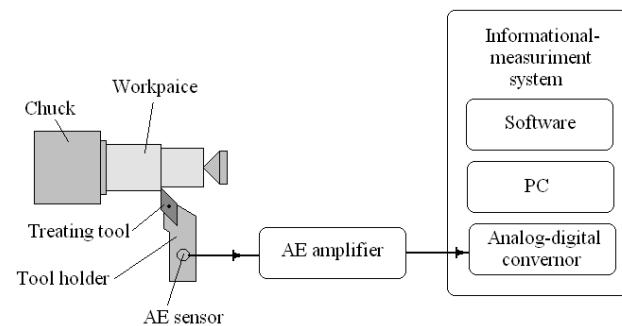 Chuck
Workpaice
Treating tool
Tool holder
AE sensor
AE amplifier
Informational-
measuriment
system
Software
PC
Analog-digital
convernor